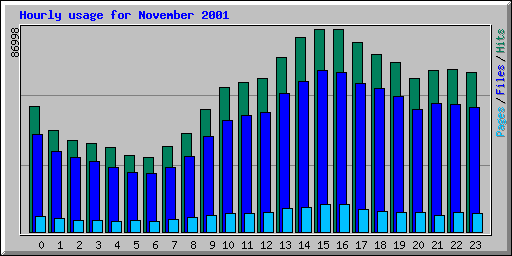 Hourly usage for November 2001
86998
Pages / Files / Hits
0 1 2 3 4 5 6 7 8 9 10 11 12 13 14 15 16 17 18 19 20 21 22 23